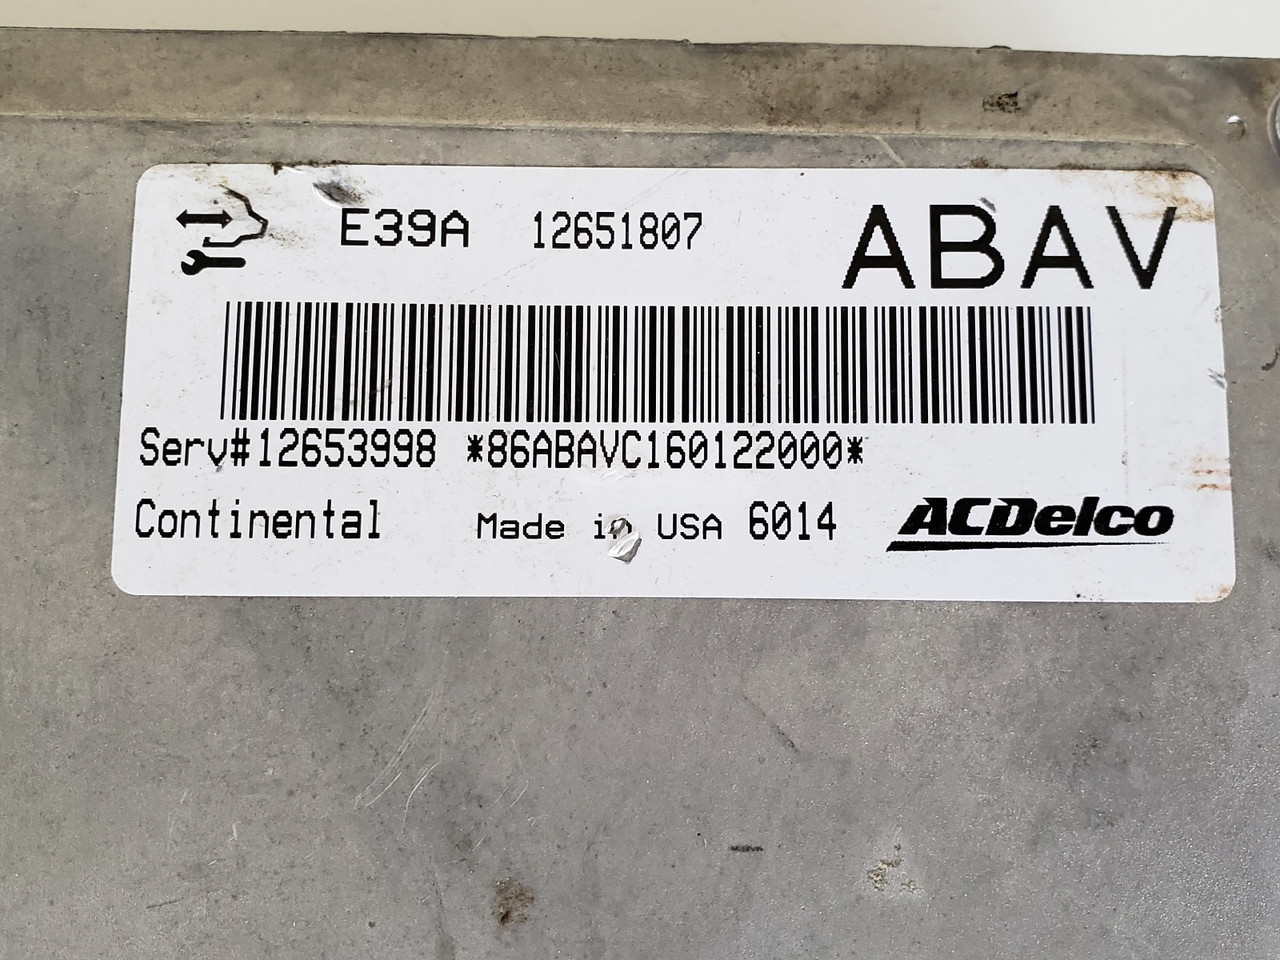 E39A 12651807 ABAV
Serv#12653998 *86ABAVC160122000*
Continental Made in USA 6014 ACDelco